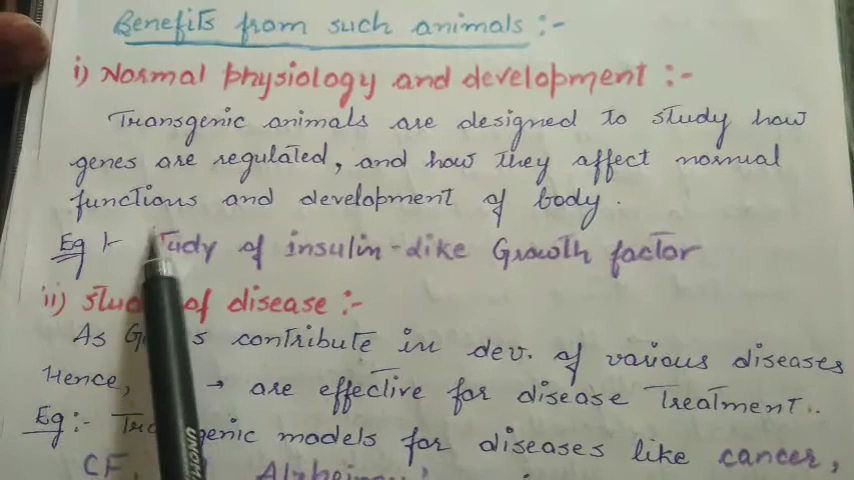 Benefits from such animals :-
i) Normal physiology and development :-
Transgenic animals are designed to study how
genes are regulated, and how they affect normal
functions and development of body.
Eg :- of insulin-like Growth factor
ii) of disease :-
As contribute in dev. of various diseases
Hence, → are effective for disease Treatment..
Eg :- models for diseases like cancer,
CF,